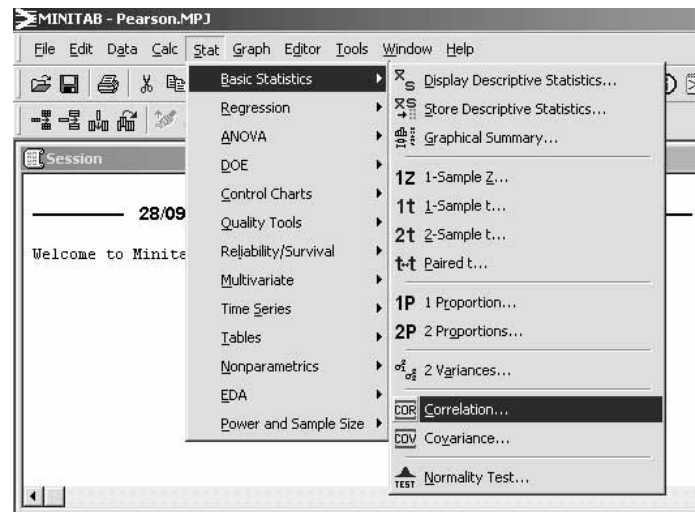 MINITAB - Pearson.MPJ
File Edit Data Calc Stat Graph Editor Tools Window Help
Basic Statistics
Regression
ANOVA
DOE
Control Charts
Quality Tools
Reliability/Survival
Multivariate
Time Series
Tables
Nonparametrics
EDA
Power and Sample Size
X S Display Descriptive Statistics...
XS Store Descriptive Statistics...
Graphical Summary...
1Z 1-Sample Z...
1t 1-Sample t...
2t 2-Sample t...
t-t Paired t...
1P 1 Proportion...
2P 2 Proportions...
2 Variances...
COR Correlation...
COV Covariance...
TEST Normality Test...
Session
28/09
Welcome to Minita